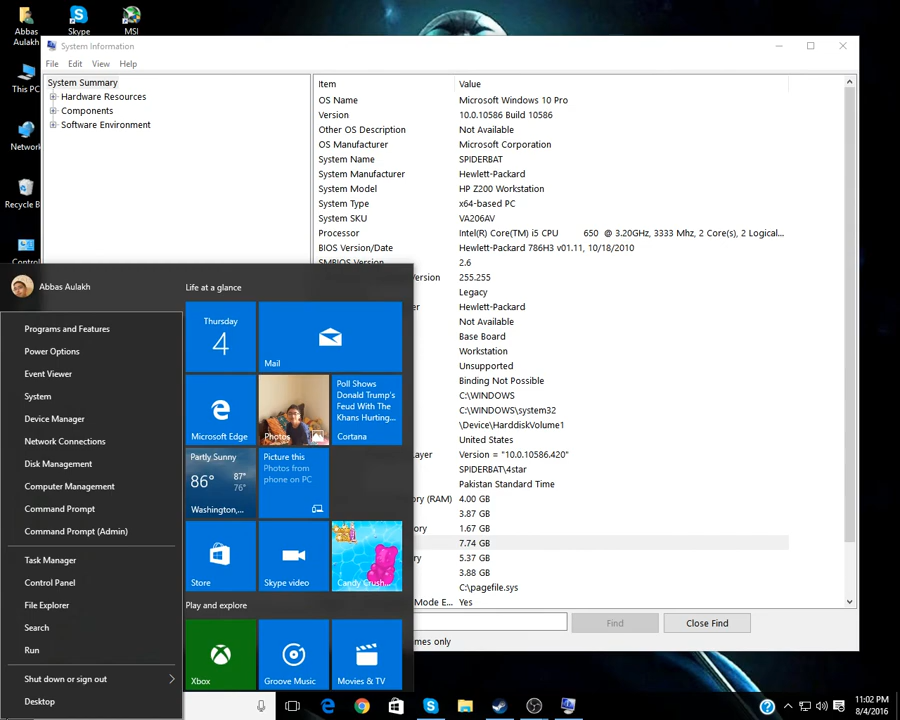 Abbas
Aulakh
Skype
MSI
This PC
Network
Recycle B
Control
System Information
File Edit View Help
System Summary
Hardware Resources
Components
Software Environment
Item Value
OS Name Microsoft Windows 10 Pro
Version 10.0.10586 Build 10586
Other OS Description Not Available
OS Manufacturer Microsoft Corporation
System Name SPIDERBAT
System Manufacturer Hewlett-Packard
System Model HP Z200 Workstation
System Type x64-based PC
System SKU VA206AV
Processor Intel(R) Core(TM) i5 CPU 650 @ 3.20GHz, 3333 Mhz, 2 Core(s), 2 Logical...
BIOS Version/Date Hewlett-Packard 786H3 v01.11, 10/18/2010
SMBIOS Version 2.6
Version 255.255
Legacy
r Hewlett-Packard
Not Available
Base Board
Workstation
Unsupported
Binding Not Possible
C:\WINDOWS
C:\WINDOWS\system32
\Device\HarddiskVolume1
United States
ayer Version = "10.0.10586.420"
SPIDERBAT\4star
Pakistan Standard Time
ory (RAM) 4.00 GB
3.87 GB
ory 1.67 GB
7.74 GB
ry 5.37 GB
3.88 GB
C:\pagefile.sys
Mode E... Yes
Find Close Find
mes only
Abbas Aulakh
Programs and Features
Power Options
Event Viewer
System
Device Manager
Network Connections
Disk Management
Computer Management
Command Prompt
Command Prompt (Admin)
Task Manager
Control Panel
File Explorer
Search
Run
Shut down or sign out
Desktop
Life at a glance
Thursday
4
Mail
Microsoft Edge
Photos
Poll Shows
Donald Trump's
Feud With The
Khans Hurting...
Cortana
Partly Sunny
86° 87°
76°
Washington,...
Picture this
Photos from
phone on PC
Store
Skype video
Candy Crush...
Play and explore
Xbox
Groove Music
Movies & TV
11:02 PM
8/4/2016